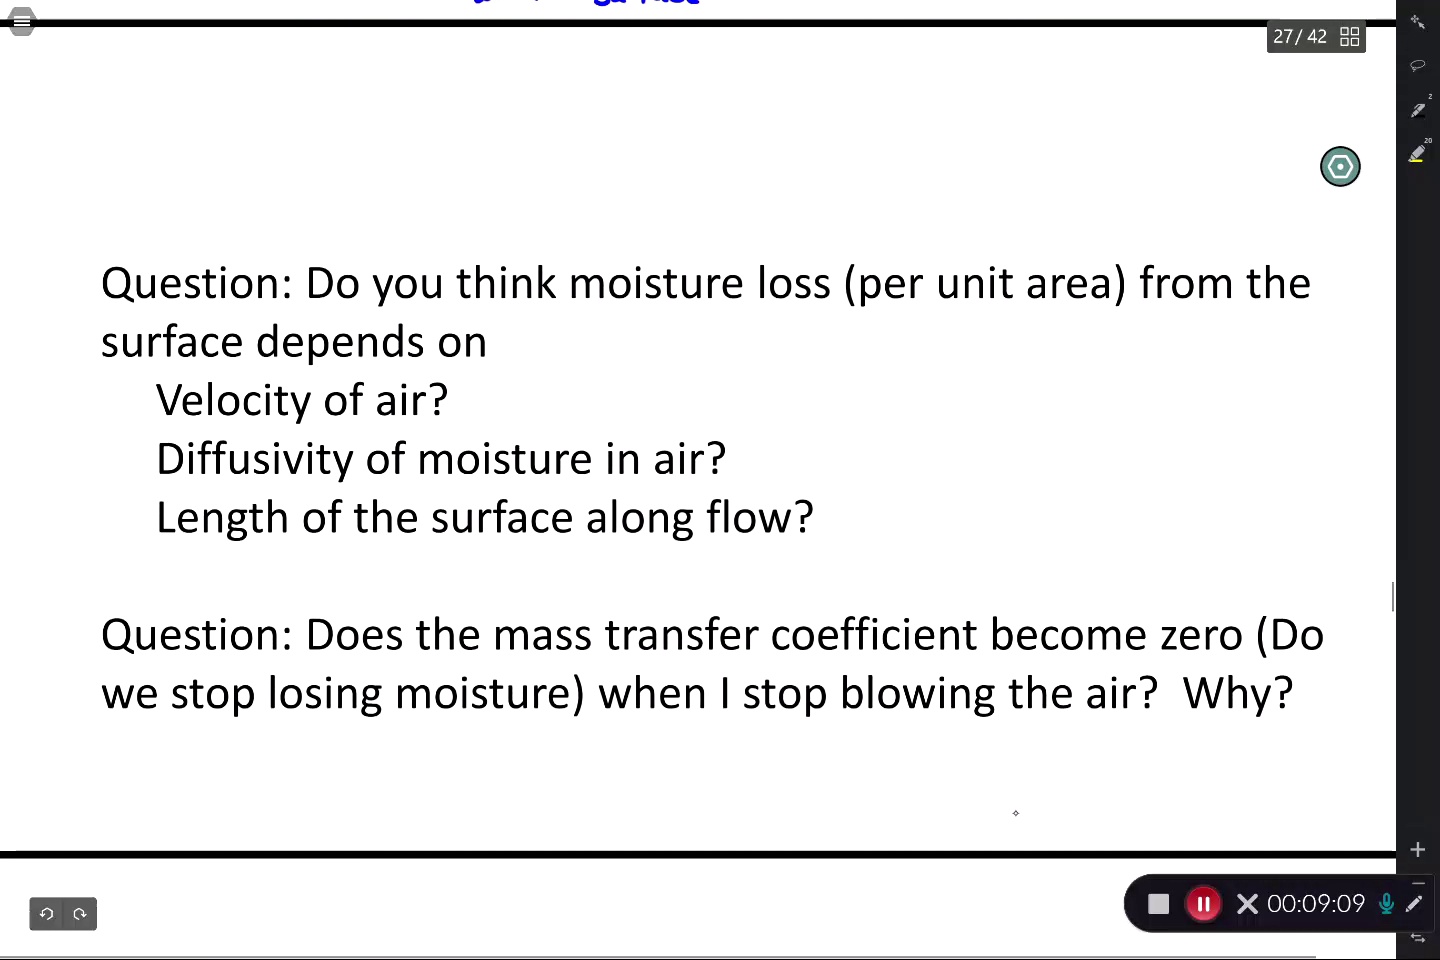 27/ 42
2
20
Question: Do you think moisture loss (per unit area) from the
surface depends on
Velocity of air?
Diffusivity of moisture in air?
Length of the surface along flow?
Question: Does the mass transfer coefficient become zero (Do
we stop losing moisture) when I stop blowing the air?  Why?
00:09:09